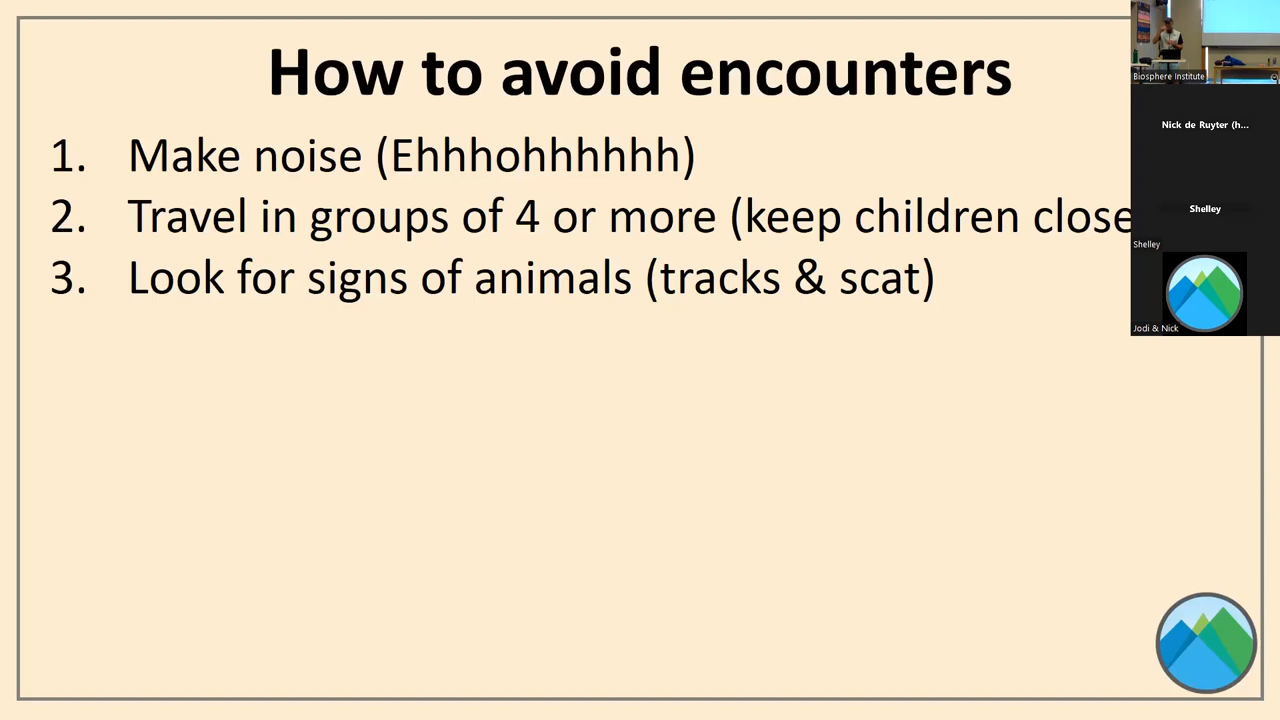 How to avoid encounters
1. Make noise (Ehhhohhhhhh)
2. Travel in groups of 4 or more (keep children close
3. Look for signs of animals (tracks & scat)
Biosphere Institute
Nick de Ruyter (h...
Shelley
Shelley
Jodi & Nick